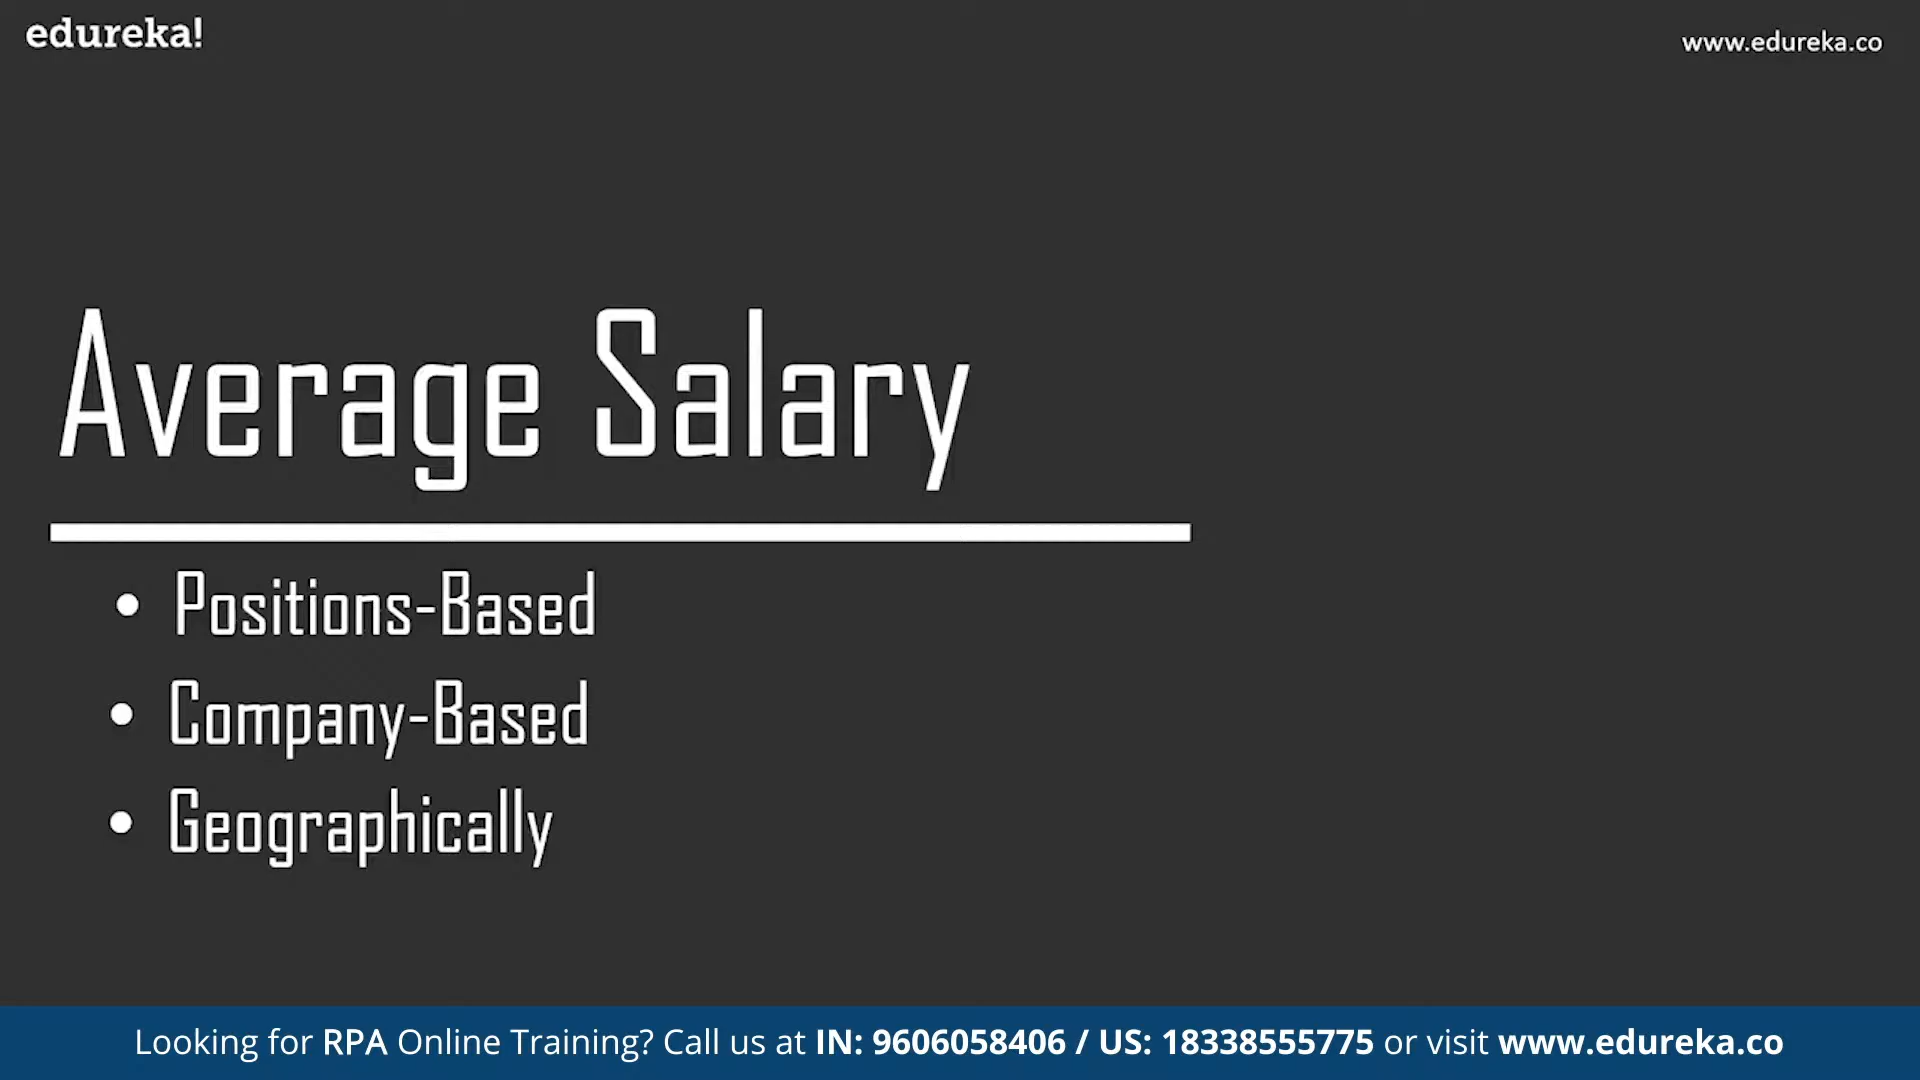 edureka!
www.edureka.co
Average Salary
• Positions-Based
• Company-Based
• Geographically
Looking for RPA Online Training? Call us at IN: 9606058406 / US: 18338555775 or visit www.edureka.co